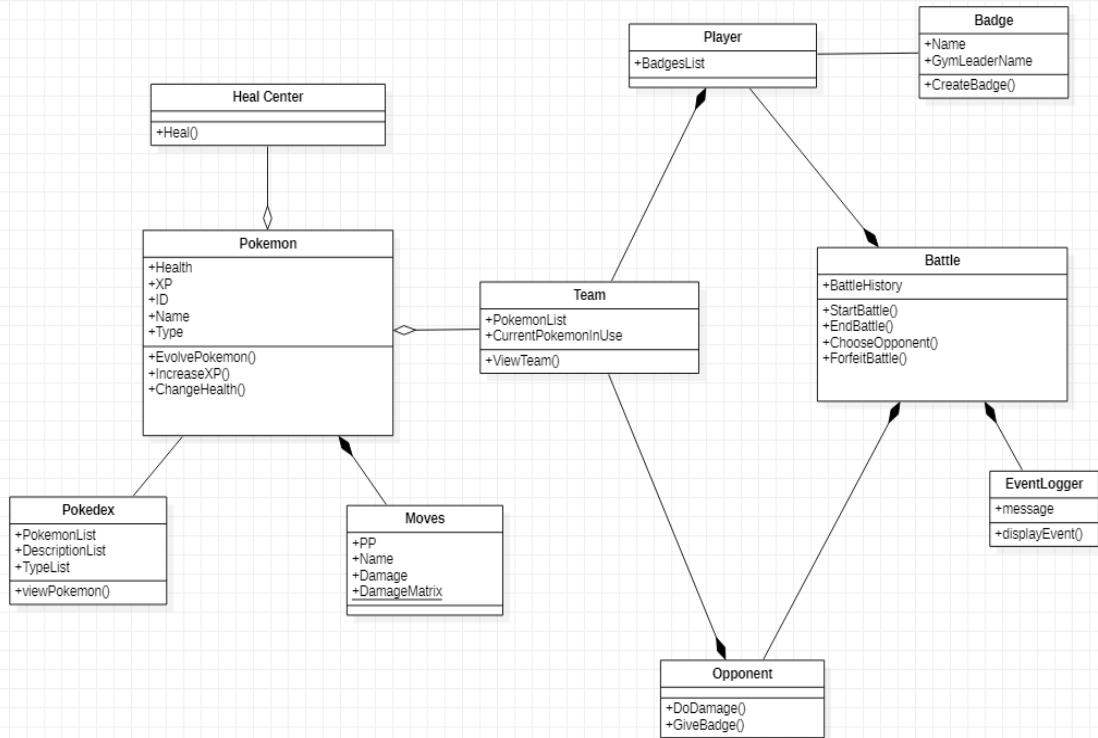 Badge
+Name
+GymLeaderName
+CreateBadge()
Player
+BadgesList
Heal Center
+Heal()
Pokemon
+Health
+XP
+ID
+Name
+Type
+EvolvePokemon()
+IncreaseXP()
+ChangeHealth()
Team
+PokemonList
+CurrentPokemonInUse
+ViewTeam()
Battle
+BattleHistory
+StartBattle()
+EndBattle()
+ChooseOpponent()
+ForfeitBattle()
Pokedex
+PokemonList
+DescriptionList
+TypeList
+viewPokemon()
Moves
+PP
+Name
+Damage
+DamageMatrix
EventLogger
+message
+displayEvent()
Opponent
+DoDamage()
+GiveBadge()